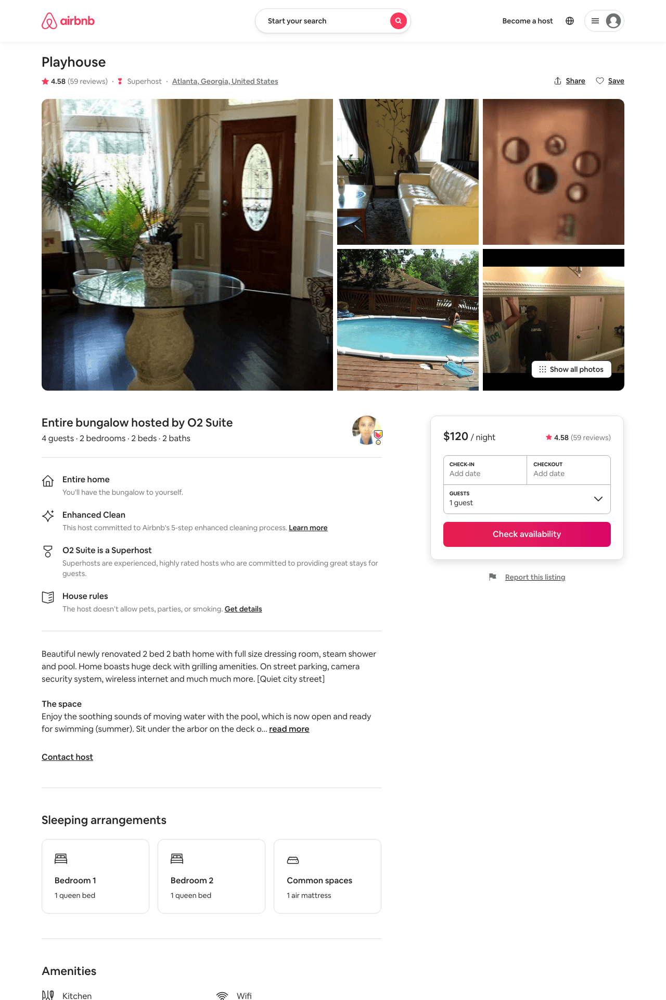 airbnb
Start your search
Become a host
Playhouse
4.58 (59 reviews) · Superhost · Atlanta, Georgia, United States
Share
Save
Show all photos
Entire bungalow hosted by O2 Suite
4 guests · 2 bedrooms · 2 beds · 2 baths
Entire home
You'll have the bungalow to yourself.
Enhanced Clean
This host committed to Airbnb's 5-step enhanced cleaning process. Learn more
O2 Suite is a Superhost
Superhosts are experienced, highly rated hosts who are committed to providing great stays for
guests.
House rules
The host doesn't allow pets, parties, or smoking. Get details
$120 / night
4.58 (59 reviews)
CHECK-IN
Add date
CHECKOUT
Add date
GUESTS
1 guest
Check availability
Report this listing
Beautiful newly renovated 2 bed 2 bath home with full size dressing room, steam shower
and pool. Home boasts huge deck with grilling amenities. On street parking, camera
security system, wireless internet and much much more. [Quiet city street]
The space
Enjoy the soothing sounds of moving water with the pool, which is now open and ready
for swimming (summer). Sit under the arbor on the deck o... read more
Contact host
Sleeping arrangements
Bedroom 1
1 queen bed
Bedroom 2
1 queen bed
Common spaces
1 air mattress
Amenities
Kitchen
Wifi